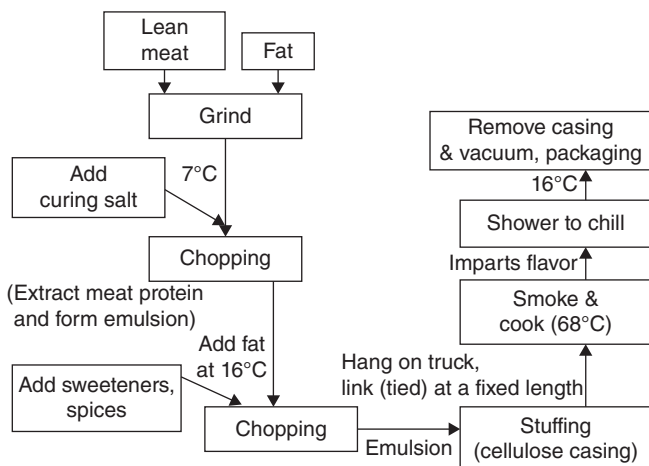 Lean
meat
Fat
Grind
Add
curing salt
7°C
Chopping
(Extract meat protein
and form emulsion)
Add fat
at 16°C
Add sweeteners,
spices
Chopping
Emulsion
Stuffing
(cellulose casing)
Hang on truck,
link (tied) at a fixed length
Smoke &
cook (68°C)
Imparts flavor
Shower to chill
16°C
Remove casing
& vacuum, packaging